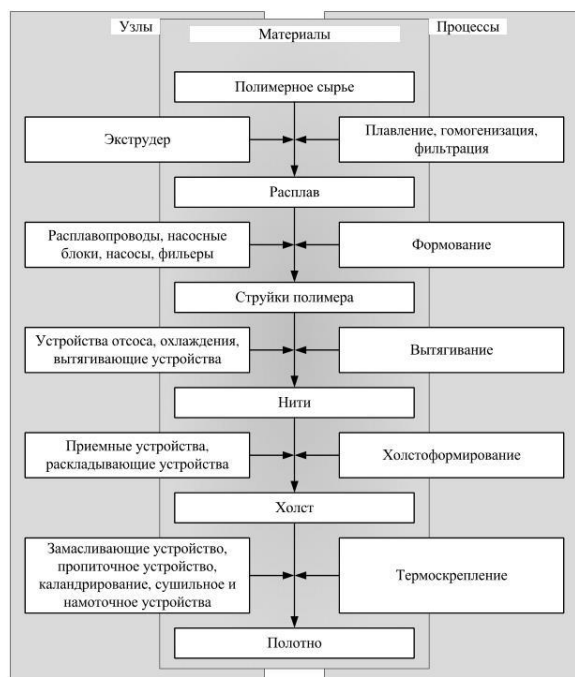 Узлы
Материалы
Процессы
Полимерное сырье
Экструдер
Плавление, гомогенизация,
фильтрация
Расплав
Расплавопроводы, насосные
блоки, насосы, фильеры
Формование
Струйки полимера
Устройства отсоса, охлаждения,
вытягивающие устройства
Вытягивание
Нити
Приемные устройства,
раскладывающие устройства
Холстоформирование
Холст
Замасливающие устройство,
пропиточное устройство,
каландрирование, сушильное и
намоточное устройства
Термоскрепление
Полотно